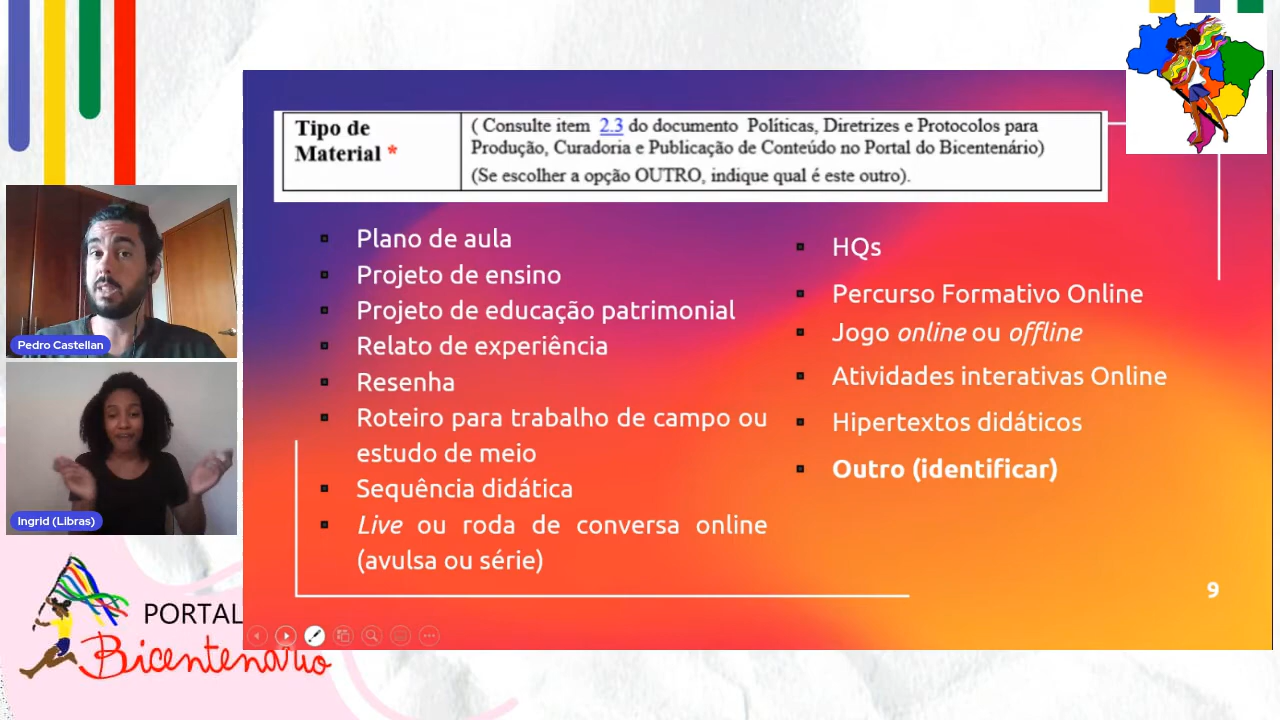 Tipo de
Material *
( Consulte item 2.3 do documento Políticas, Diretrizes e Protocolos para
Produção, Curadoria e Publicação de Conteúdo no Portal do Bicentenário)
(Se escolher a opção OUTRO, indique qual é este outro).
Plano de aula
Projeto de ensino
Projeto de educação patrimonial
Relato de experiência
Resenha
Roteiro para trabalho de campo ou
estudo de meio
Sequência didática
Live ou roda de conversa online
(avulsa ou série)
HQs
Percurso Formativo Online
Jogo online ou offline
Atividades interativas Online
Hipertextos didáticos
Outro (identificar)
9
Pedro Castellan
Ingrid (Libras)
PORTAL
Bicentenário